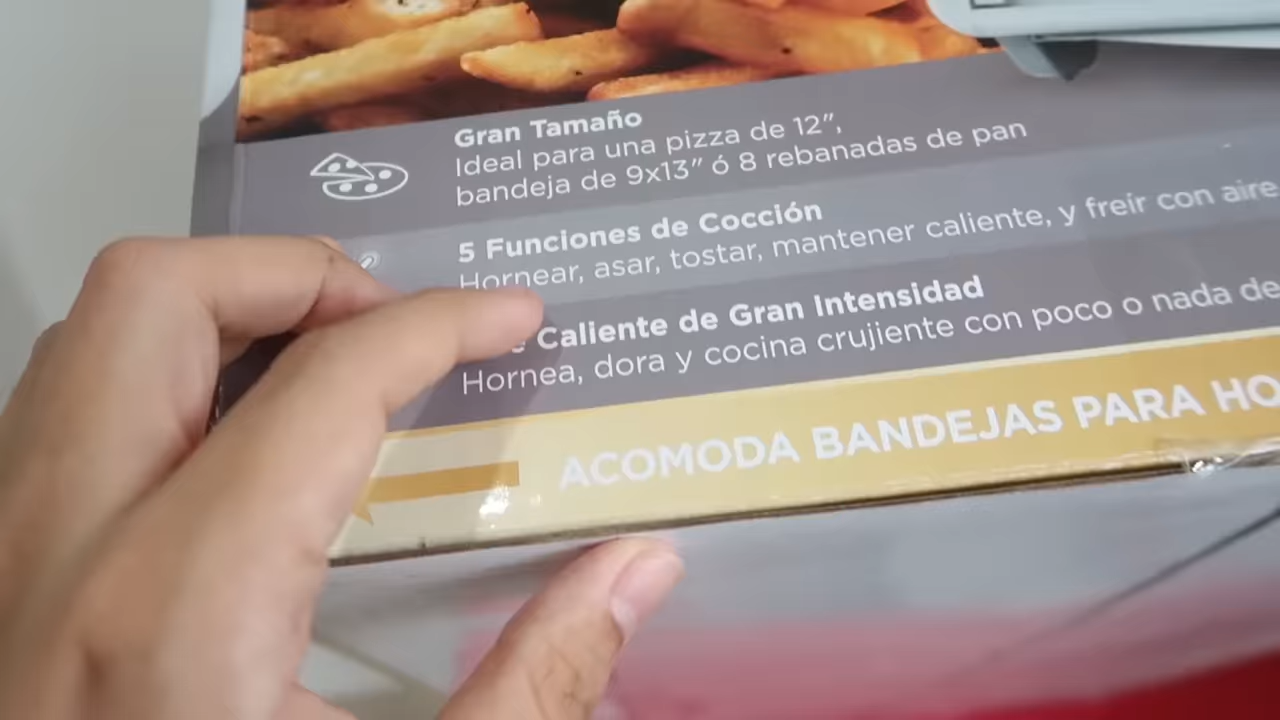 Gran Tamaño
Ideal para una pizza de 12”,
bandeja de 9x13” ó 8 rebanadas de pan
5 Funciones de Cocción
Hornear, asar, tostar, mantener caliente, y freír con aire
Caliente de Gran Intensidad
Hornea, dora y cocina crujiente con poco o nada de
ACOMODA BANDEJAS PARA HO